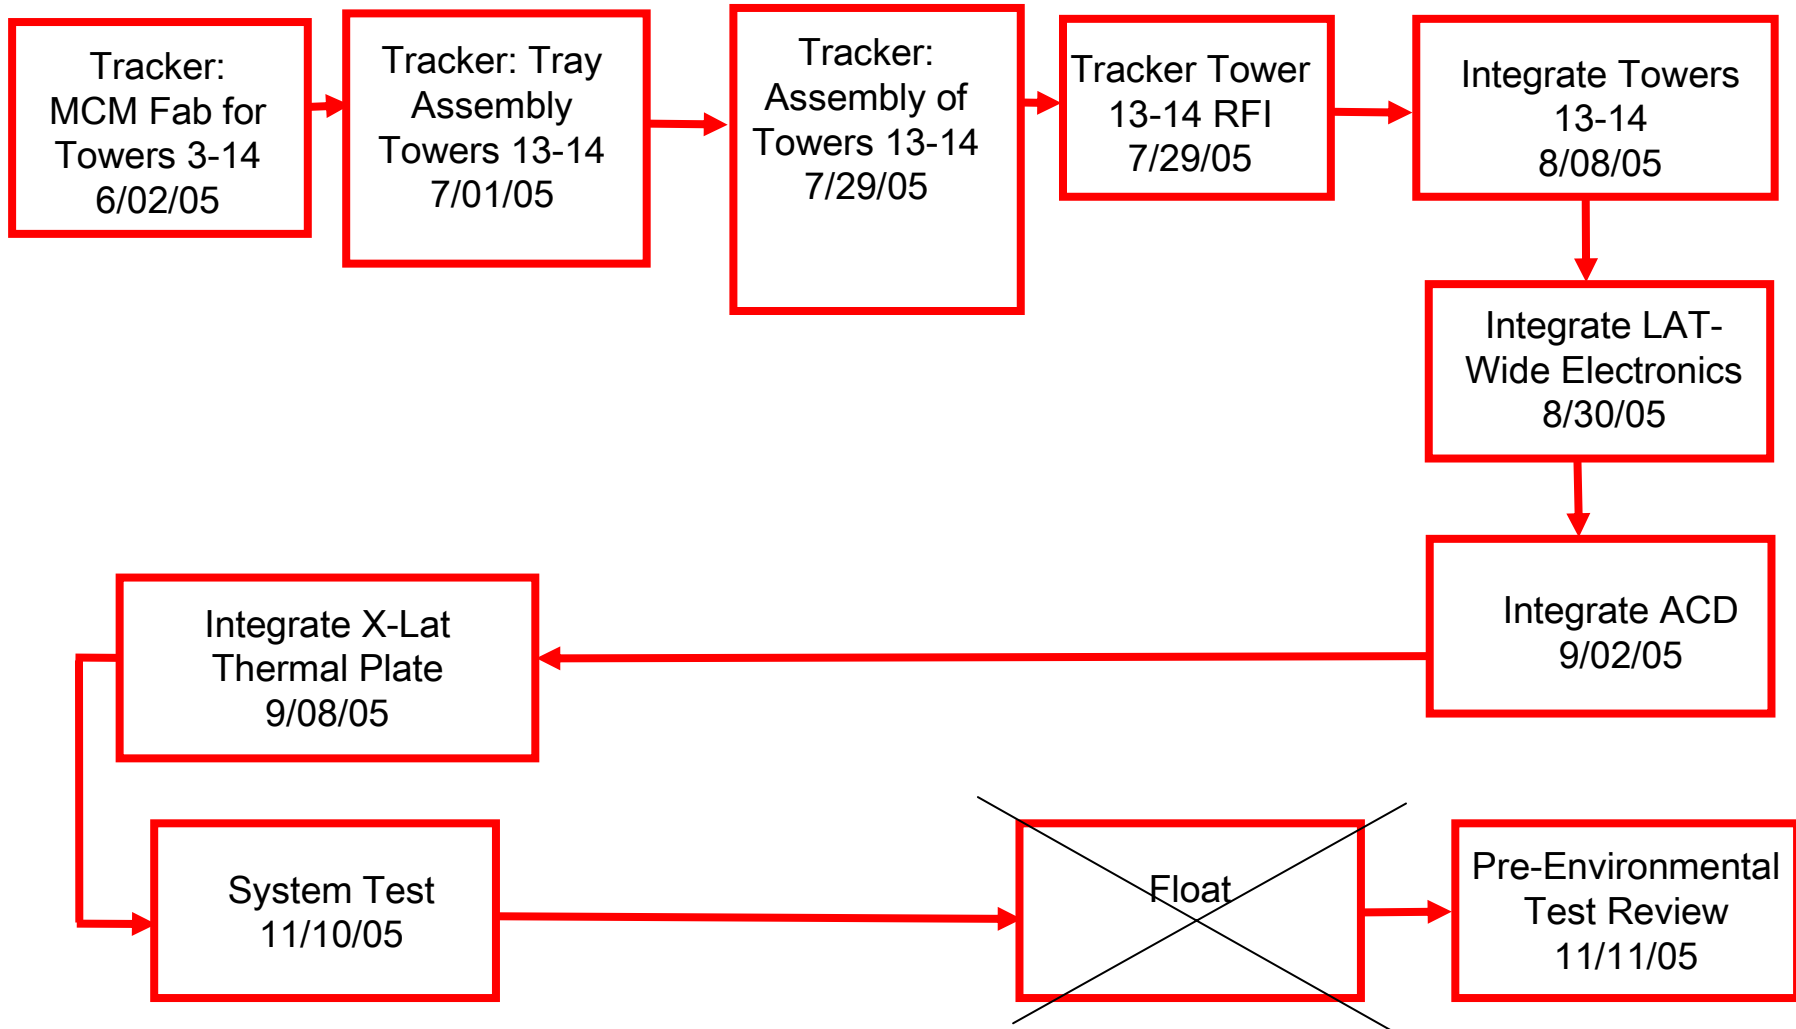 Tracker:
MCM Fab for
Towers 3-14
6/02/05
Tracker: Tray
Assembly
Towers 13-14
7/01/05
Tracker:
Assembly of
Towers 13-14
7/29/05
Tracker Tower
13-14 RFI
7/29/05
Integrate Towers
13-14
8/08/05
Integrate LAT-
Wide Electronics
8/30/05
Integrate ACD
9/02/05
Integrate X-Lat
Thermal Plate
9/08/05
System Test
11/10/05
Float
Pre-Environmental
Test Review
11/11/05